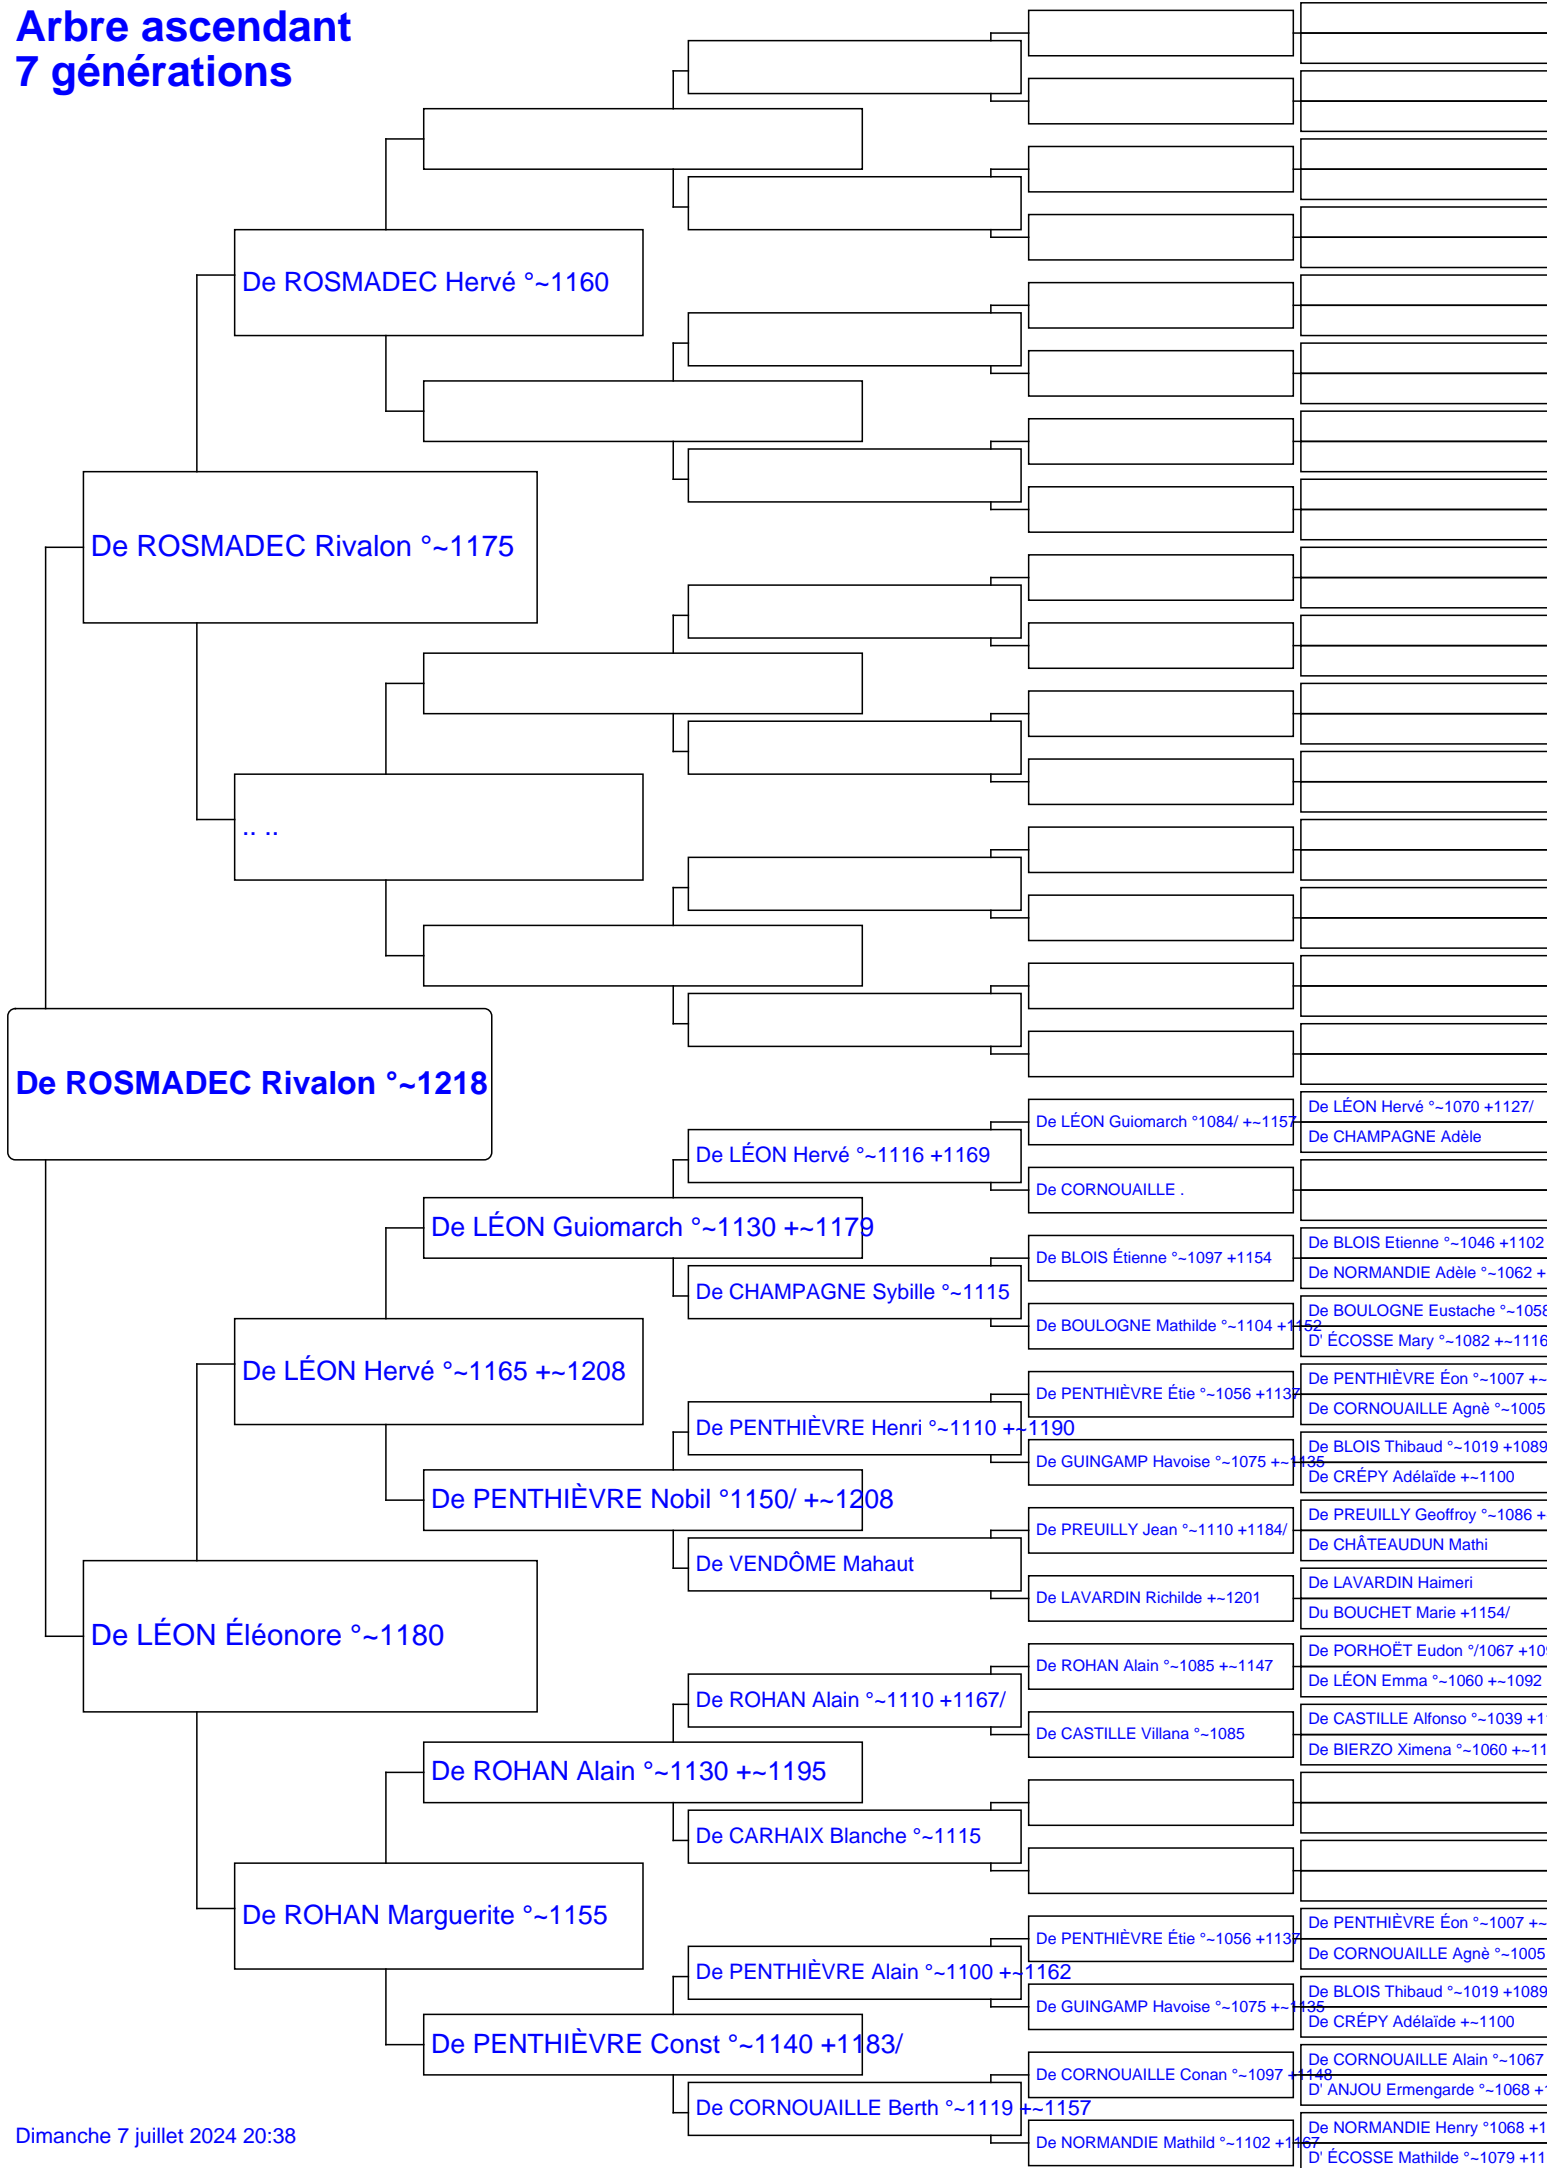 Arbre ascendant
7 générations
De ROSMADEC Hervé °~1160
De ROSMADEC Rivalon °~1175
.. ..
De ROSMADEC Rivalon °~1218
De LÉON Hervé °~1070 +1127/
De LÉON Guiomarch °1084/ +~1157
De CHAMPAGNE Adèle
De LÉON Hervé °~1116 +1169
De CORNOUAILLE .
De LÉON Guiomarch °~1130 +~1179
De BLOIS Etienne °~1046 +1102
De BLOIS Étienne °~1097 +1154
De NORMANDIE Adèle °~1062 +
De CHAMPAGNE Sybille °~1115
De BOULOGNE Eustache °~1058
De BOULOGNE Mathilde °~1104 +1152
D' ÉCOSSE Mary °~1082 +~1116
De LÉON Hervé °~1165 +~1208
De PENTHIÈVRE Éon °~1007 +~
De PENTHIÈVRE Étie °~1056 +1137
De CORNOUAILLE Agnè °~1005
De PENTHIÈVRE Henri °~1110 +~1190
De BLOIS Thibaud °~1019 +1089
De GUINGAMP Havoise °~1075 +~1135
De CRÉPY Adélaïde +~1100
De PENTHIÈVRE Nobil °1150/ +~1208
De PREUILLY Geoffroy °~1086 +
De PREUILLY Jean °~1110 +1184/
De CHÂTEAUDUN Mathi
De VENDÔME Mahaut
De LAVARDIN Haimeri
De LAVARDIN Richilde +~1201
Du BOUCHET Marie +1154/
De LÉON Éléonore °~1180
De PORHOËT Eudon °/1067 +109
De ROHAN Alain °~1085 +~1147
De LÉON Emma °~1060 +~1092
De ROHAN Alain °~1110 +1167/
De CASTILLE Alfonso °~1039 +11
De CASTILLE Villana °~1085
De BIERZO Ximena °~1060 +~11
De ROHAN Alain °~1130 +~1195
De CARHAIX Blanche °~1115
De ROHAN Marguerite °~1155
De PENTHIÈVRE Éon °~1007 +~
De PENTHIÈVRE Étie °~1056 +1137
De CORNOUAILLE Agnè °~1005
De PENTHIÈVRE Alain °~1100 +~1162
De BLOIS Thibaud °~1019 +1089
De GUINGAMP Havoise °~1075 +~1135
De CRÉPY Adélaïde +~1100
De PENTHIÈVRE Const °~1140 +1183/
De CORNOUAILLE Alain °~1067
De CORNOUAILLE Conan °~1097 +1148
D' ANJOU Ermengarde °~1068 +1
De CORNOUAILLE Berth °~1119 +~1157
De NORMANDIE Henry °1068 +1
De NORMANDIE Mathild °~1102 +1167
D' ÉCOSSE Mathilde °~1079 +11
Dimanche 7 juillet 2024 20:38